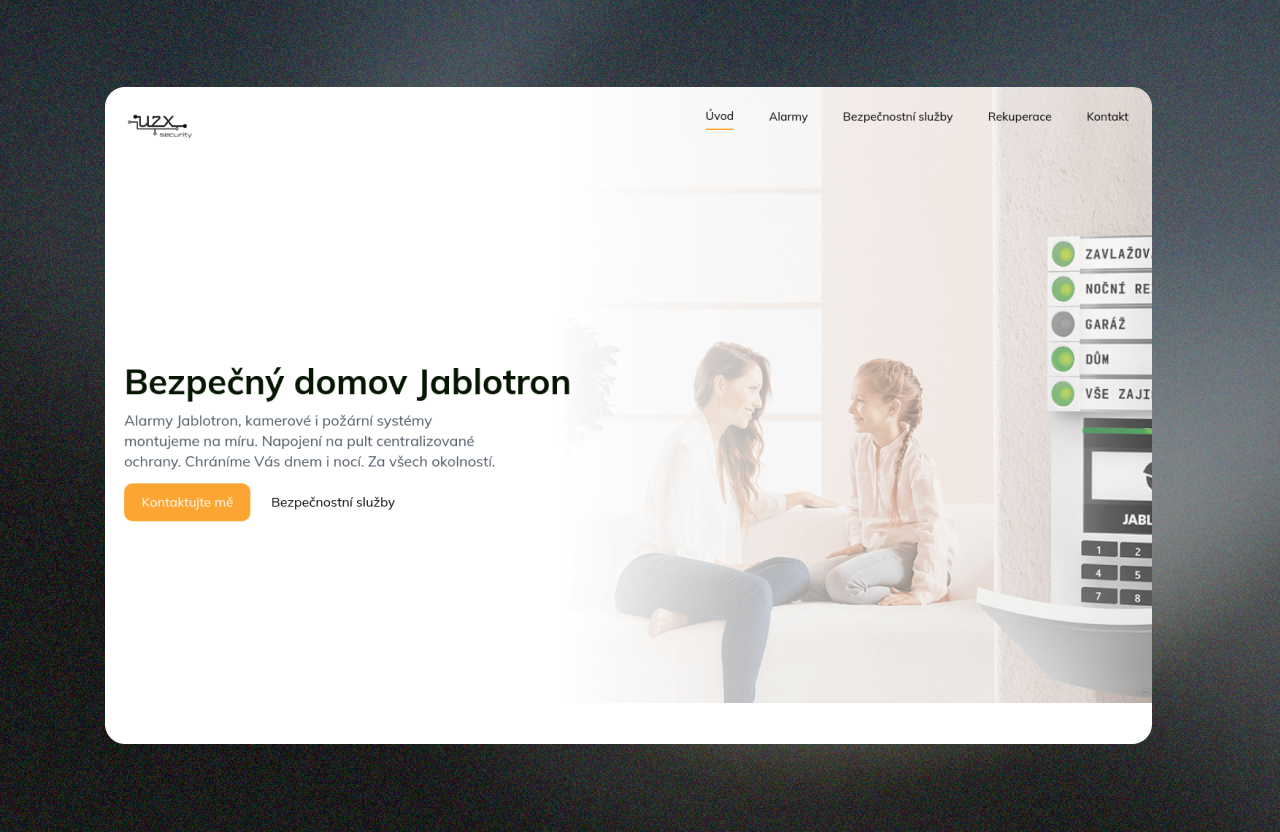 UZX
security
Úvod
Alarmy
Bezpečnostní služby
Rekuperace
Kontakt
GARÁŽ
DŮM
Bezpečný domov Jablotron
Alarmy Jablotron, kamerové i požární systémy
montujeme na míru. Napojení na pult centralizované
ochrany. Chráníme Vás dnem i nocí. Za všech okolností.
Kontaktujte mě
Bezpečnostní služby
ZAVLAŽOV
NOČNÍ RE
VŠE ZAJI
JABL
1 2
4 5
7 8